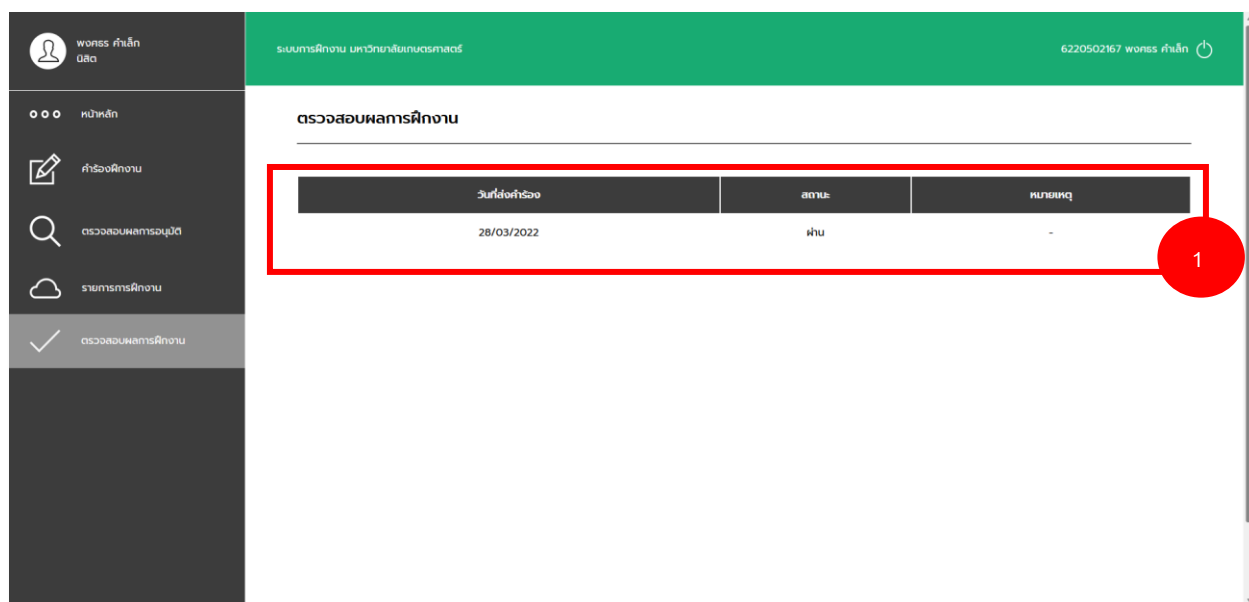 พงศธร คำเล็ก
นิสิต
ระบบการฝึกงาน มหาวิทยาลัยเกษตรศาสตร์
6220502167 พงศธร คำเล็ก
หน้าหลัก
คำร้องฝึกงาน
ตรวจสอบผลการอนุมัติ
รายการการฝึกงาน
ตรวจสอบผลการฝึกงาน
ตรวจสอบผลการฝึกงาน
วันที่ส่งคำร้อง สถานะ หมายเหตุ
28/03/2022 ผ่าน -
1